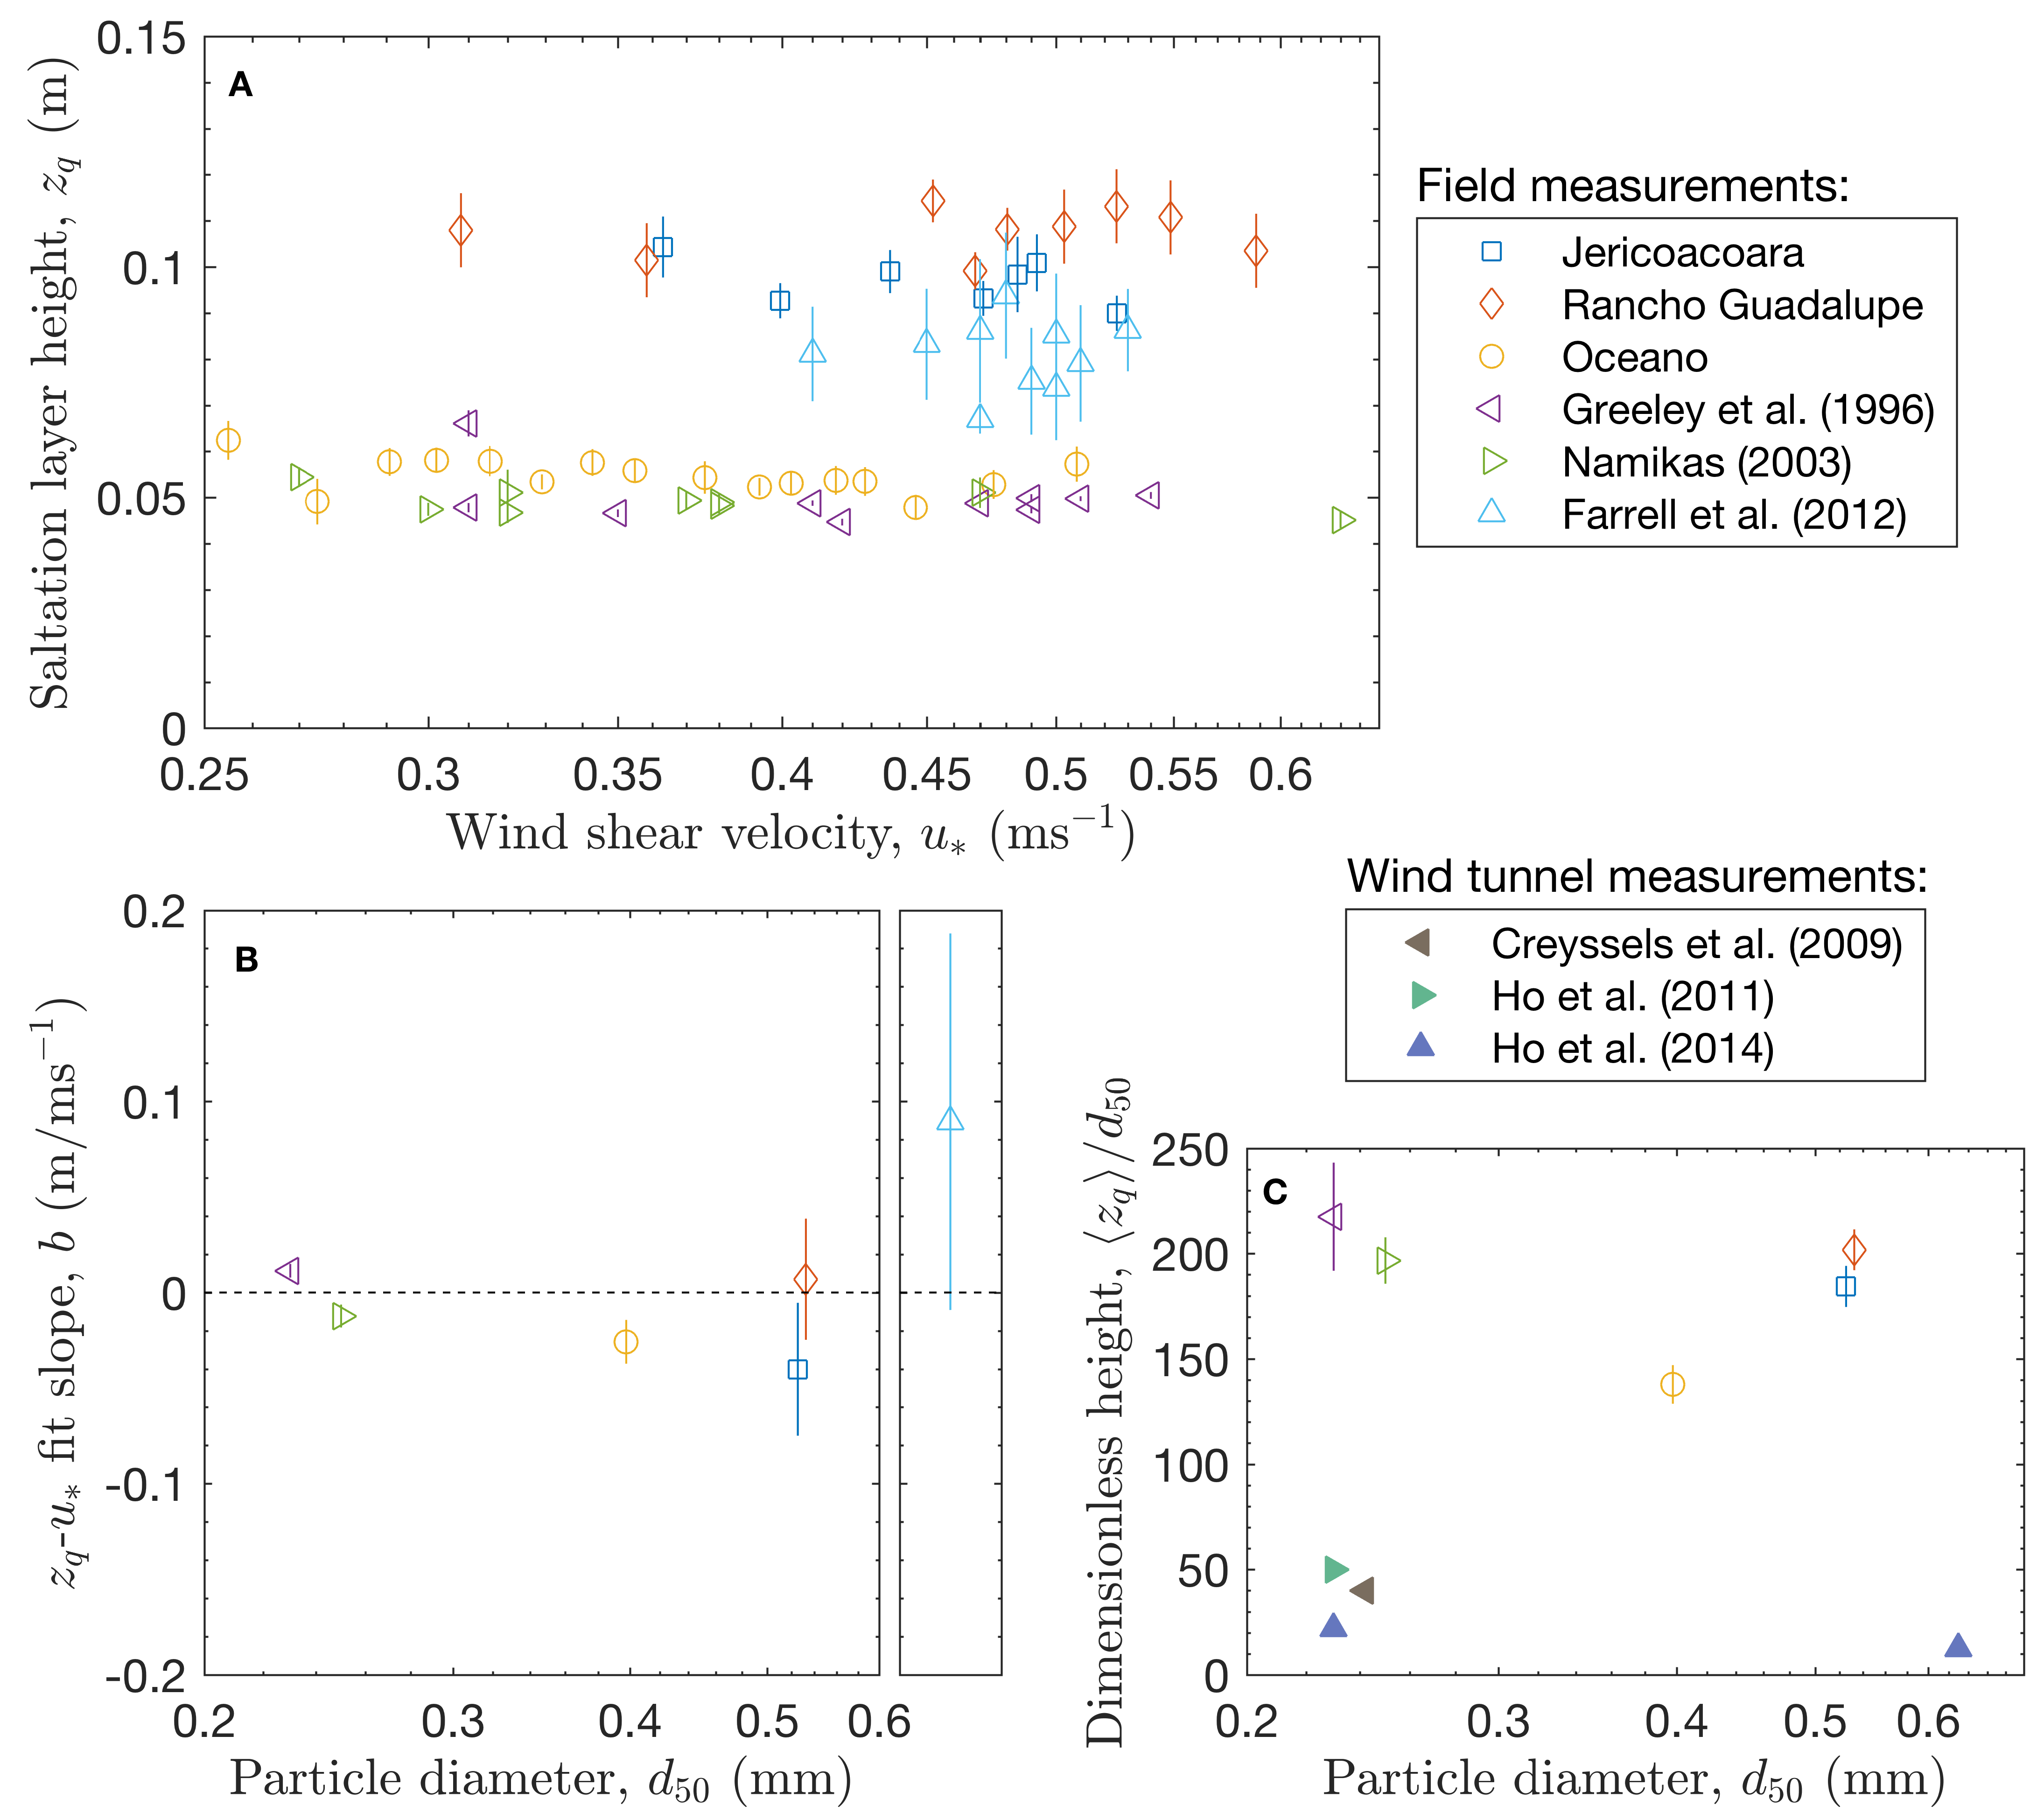 A
0.15
0.1
0.05
0
Saltation layer height, z_q (m)
0.25 0.3 0.35 0.4 0.45 0.5 0.55 0.6
Wind shear velocity, u_* (ms⁻¹)
Field measurements:
Jericoacoara
Rancho Guadalupe
Oceano
Greeley et al. (1996)
Namikas (2003)
Farrell et al. (2012)
B
0.2
0.1
0
-0.1
-0.2
z_q-u_* fit slope, b (m/ms⁻¹)
0.2 0.3 0.4 0.5 0.6
Particle diameter, d₅₀ (mm)
Wind tunnel measurements:
Creyssels et al. (2009)
Ho et al. (2011)
Ho et al. (2014)
C
250
200
150
100
50
0
Dimensionless height, ⟨z_q⟩/d₅₀
0.2 0.3 0.4 0.5 0.6
Particle diameter, d₅₀ (mm)